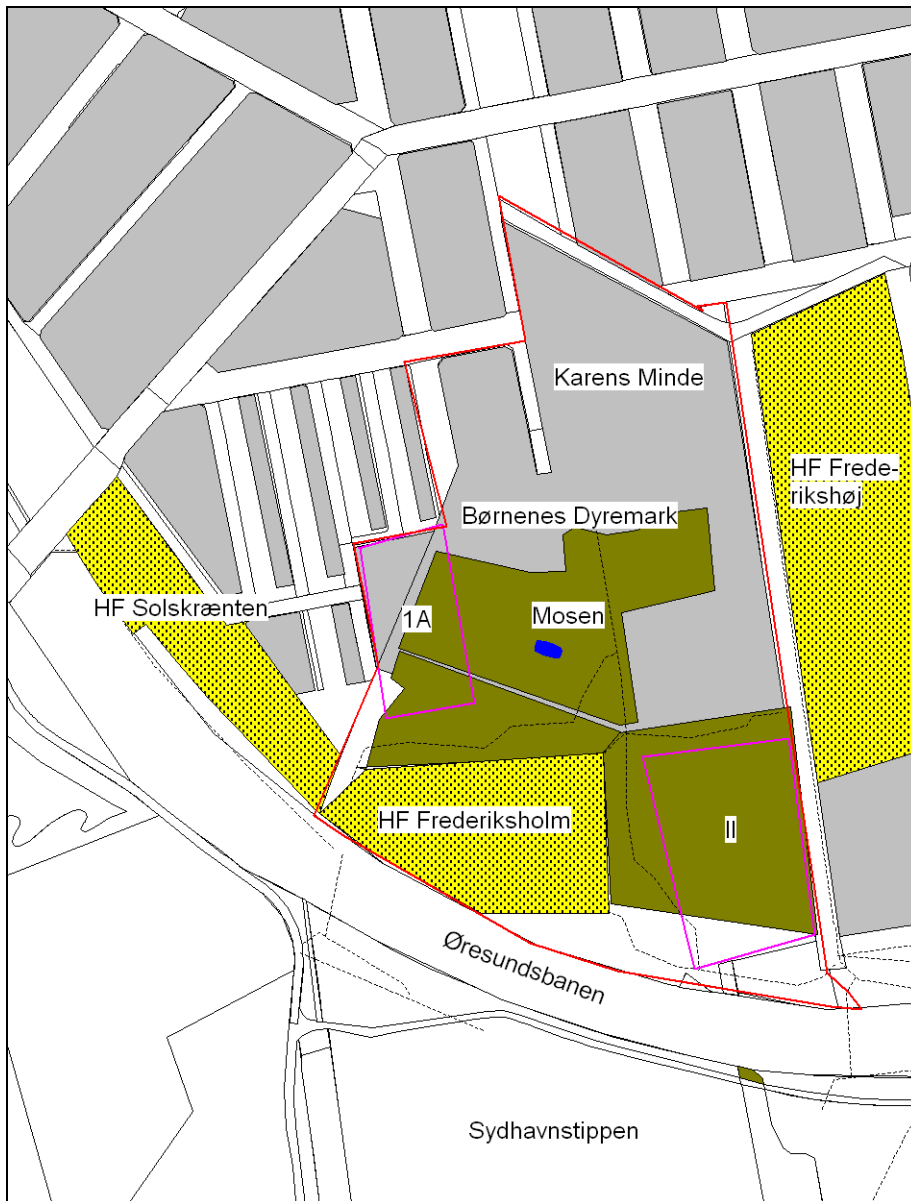 Karens Minde
HF Frede-
rikshøj
Børnenes Dyremark
HF Solskrænten
1A
Mosen
HF Frederiksholm
II
Øresundsbanen
Sydhavnstippen